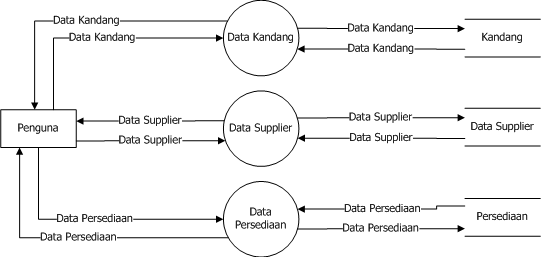 Data Kandang
Data Kandang
Data Kandang
Data Kandang
Data Kandang
Kandang
Penguna
Data Supplier
Data Supplier
Data Supplier
Data Supplier
Data Supplier
Data Supplier
Data Persediaan
Data Persediaan
Data
Persediaan
Data Persediaan
Data Persediaan
Persediaan